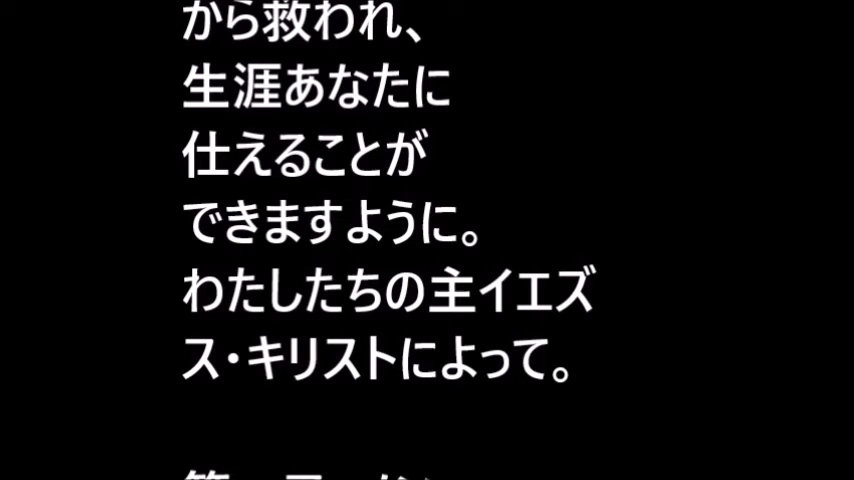 から救われ、
生涯あなたに
仕えることが
できますように。
わたしたちの主イエズ
ス・キリストによって。